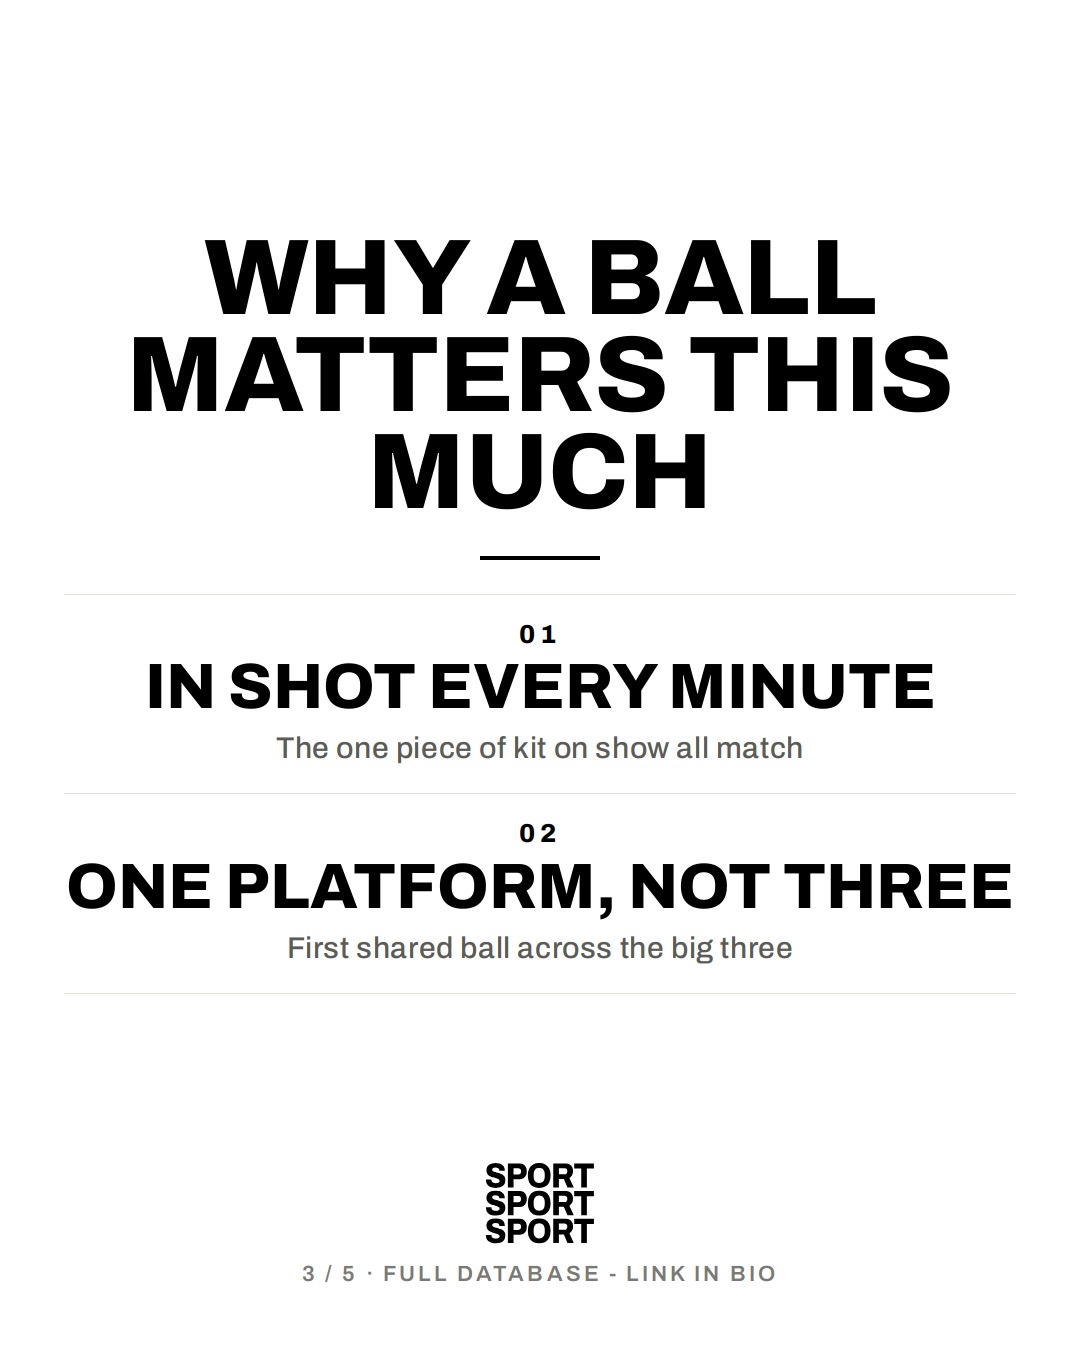 WHY A BALL
MATTERS THIS
MUCH
01
IN SHOT EVERY MINUTE
The one piece of kit on show all match
02
ONE PLATFORM, NOT THREE
First shared ball across the big three
SPORT
SPORT
SPORT
3 / 5 · FULL DATABASE - LINK IN BIO